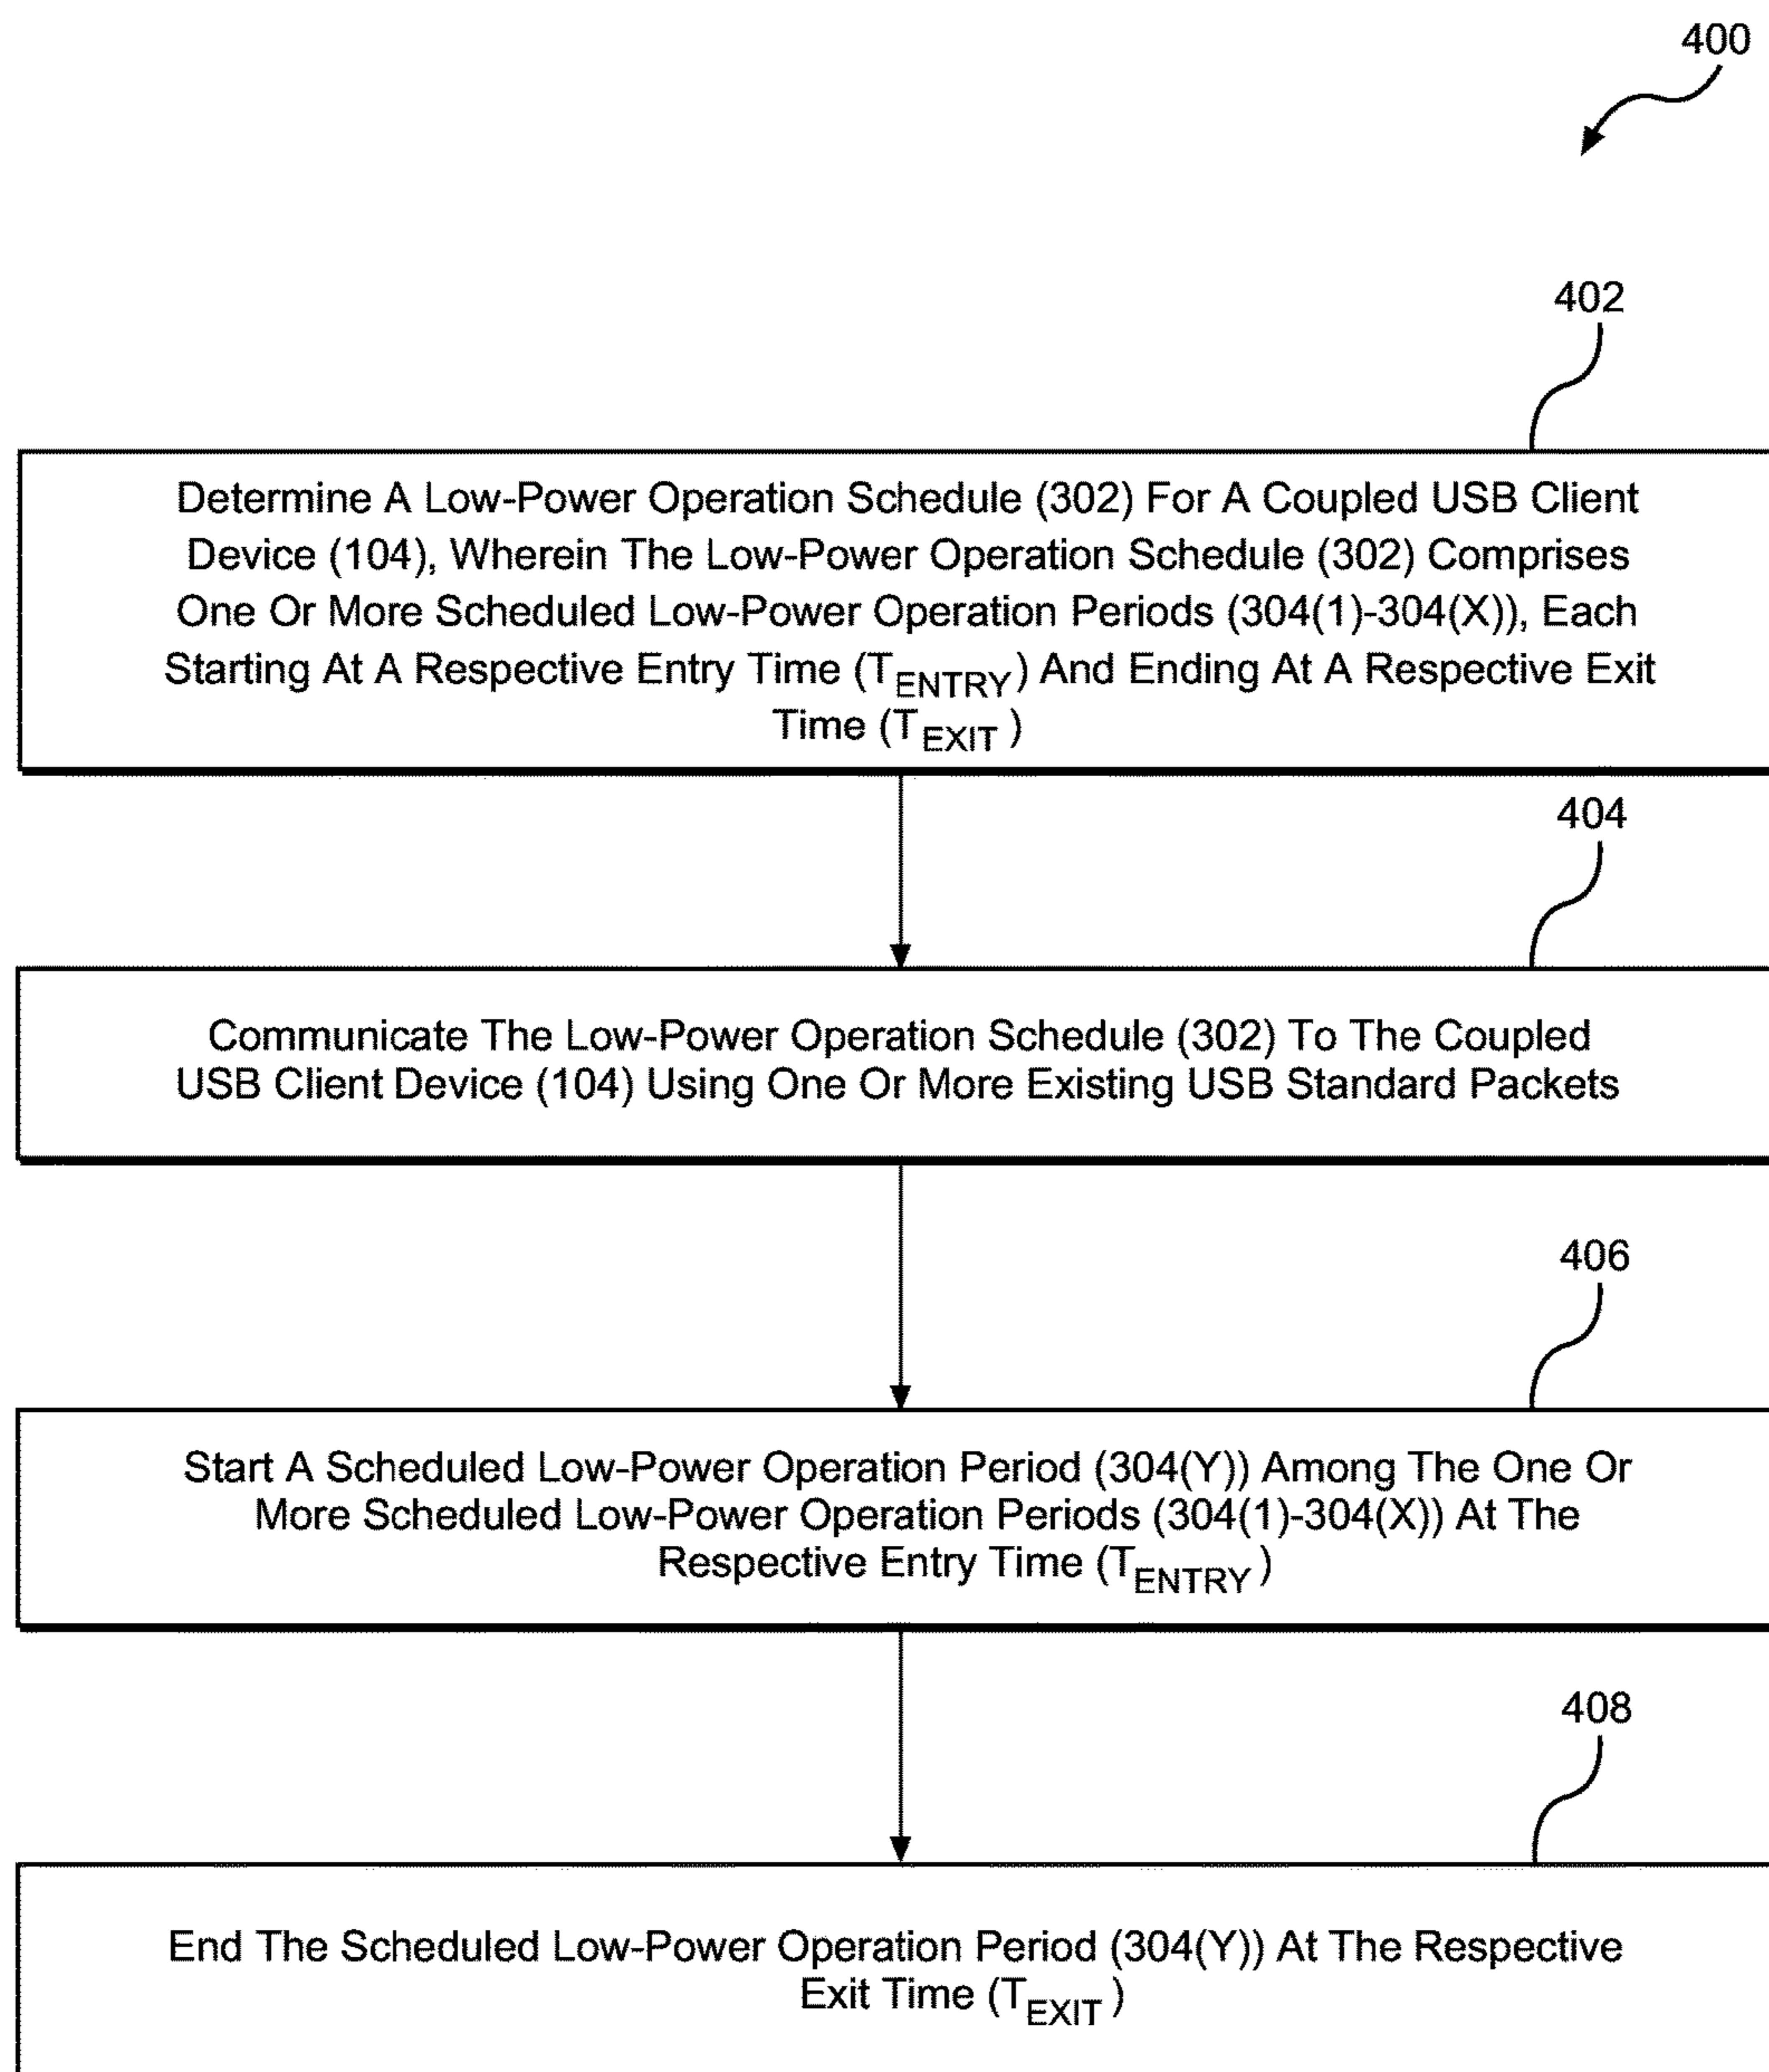 400
402
Determine A Low-Power Operation Schedule (302) For A Coupled USB Client
Device (104), Wherein The Low-Power Operation Schedule (302) Comprises
One Or More Scheduled Low-Power Operation Periods (304(1)-304(X)), Each
Starting At A Respective Entry Time (TENTRY) And Ending At A Respective Exit
Time (TEXIT)
404
Communicate The Low-Power Operation Schedule (302) To The Coupled
USB Client Device (104) Using One Or More Existing USB Standard Packets
406
Start A Scheduled Low-Power Operation Period (304(Y)) Among The One Or
More Scheduled Low-Power Operation Periods (304(1)-304(X)) At The
Respective Entry Time (TENTRY)
408
End The Scheduled Low-Power Operation Period (304(Y)) At The Respective
Exit Time (TEXIT)